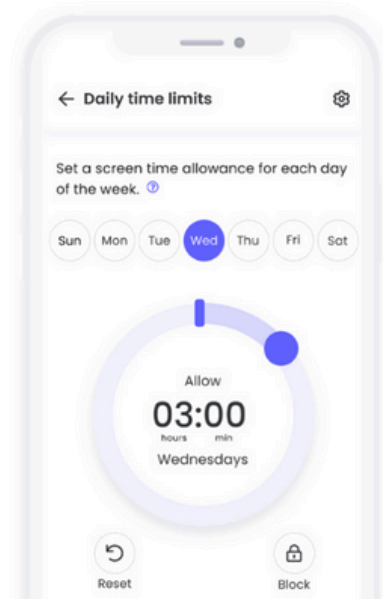 Daily time limits
Set a screen time allowance for each day
of the week. ?
Sun Mon Tue Wed Thu Fri Sat
Allow
03:00
hours min
Wednesdays
Reset Block